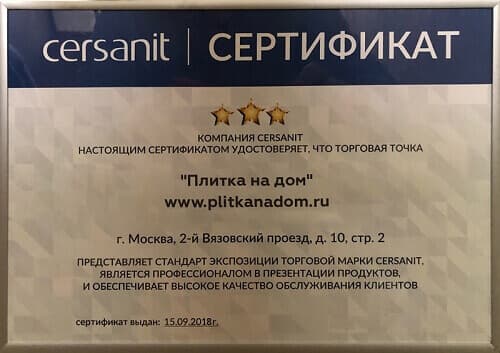 cersanit | СЕРТИФИКАТ
КОМПАНИЯ CERSANIT
НАСТОЯЩИМ СЕРТИФИКАТОМ УДОСТОВЕРЯЕТ, ЧТО ТОРГОВАЯ ТОЧКА
"Плитка на дом"
www.plitkanadom.ru
г. Москва, 2-й Вязовский проезд, д. 10, стр. 2
ПРЕДСТАВЛЯЕТ СТАНДАРТ ЭКСПОЗИЦИИ ТОРГОВОЙ МАРКИ CERSANIT,
ЯВЛЯЕТСЯ ПРОФЕССИОНАЛОМ В ПРЕЗЕНТАЦИИ ПРОДУКТОВ,
И ОБЕСПЕЧИВАЕТ ВЫСОКОЕ КАЧЕСТВО ОБСЛУЖИВАНИЯ КЛИЕНТОВ
сертификат выдан: 15.09.2018г.